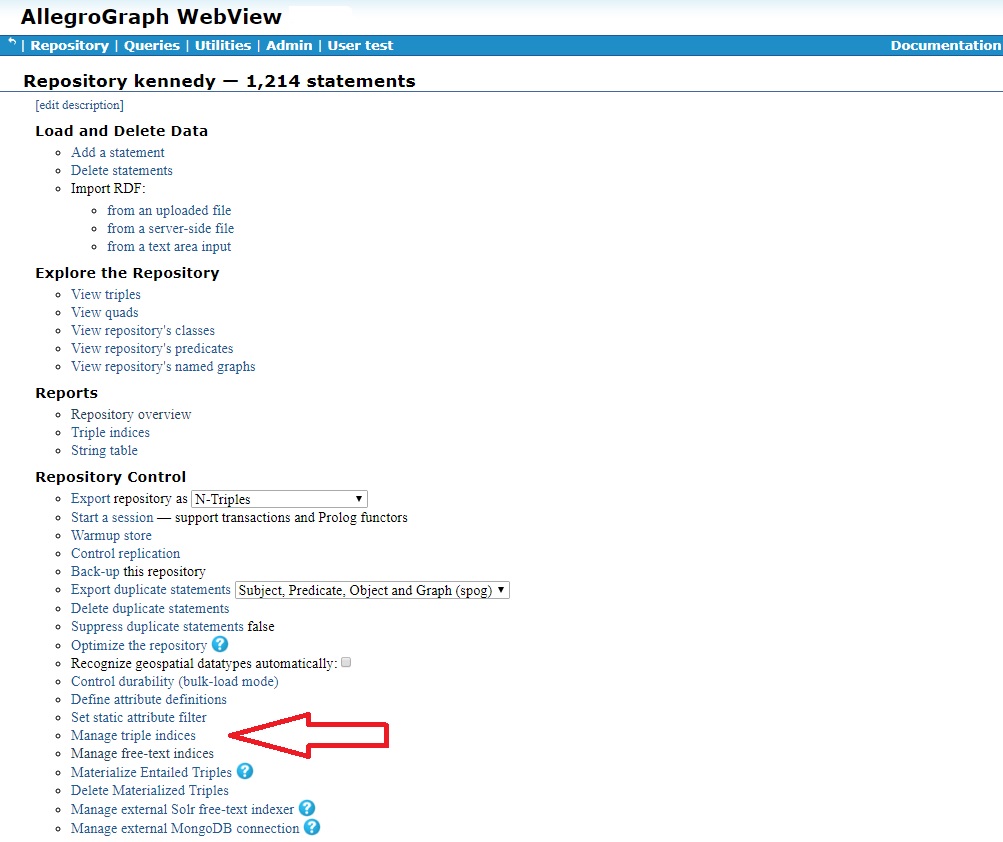 AllegroGraph WebView
| Repository | Queries | Utilities | Admin | User test Documentation
Repository kennedy — 1,214 statements
[edit description]
Load and Delete Data
Add a statement
Delete statements
Import RDF:
from an uploaded file
from a server-side file
from a text area input
Explore the Repository
View triples
View quads
View repository's classes
View repository's predicates
View repository's named graphs
Reports
Repository overview
Triple indices
String table
Repository Control
Export repository as N-Triples
Start a session — support transactions and Prolog functors
Warmup store
Control replication
Back-up this repository
Export duplicate statements Subject, Predicate, Object and Graph (spog)
Delete duplicate statements
Suppress duplicate statements false
Optimize the repository ?
Recognize geospatial datatypes automatically:
Control durability (bulk-load mode)
Define attribute definitions
Set static attribute filter
Manage triple indices
Manage free-text indices
Materialize Entailed Triples ?
Delete Materialized Triples
Manage external Solr free-text indexer ?
Manage external MongoDB connection ?